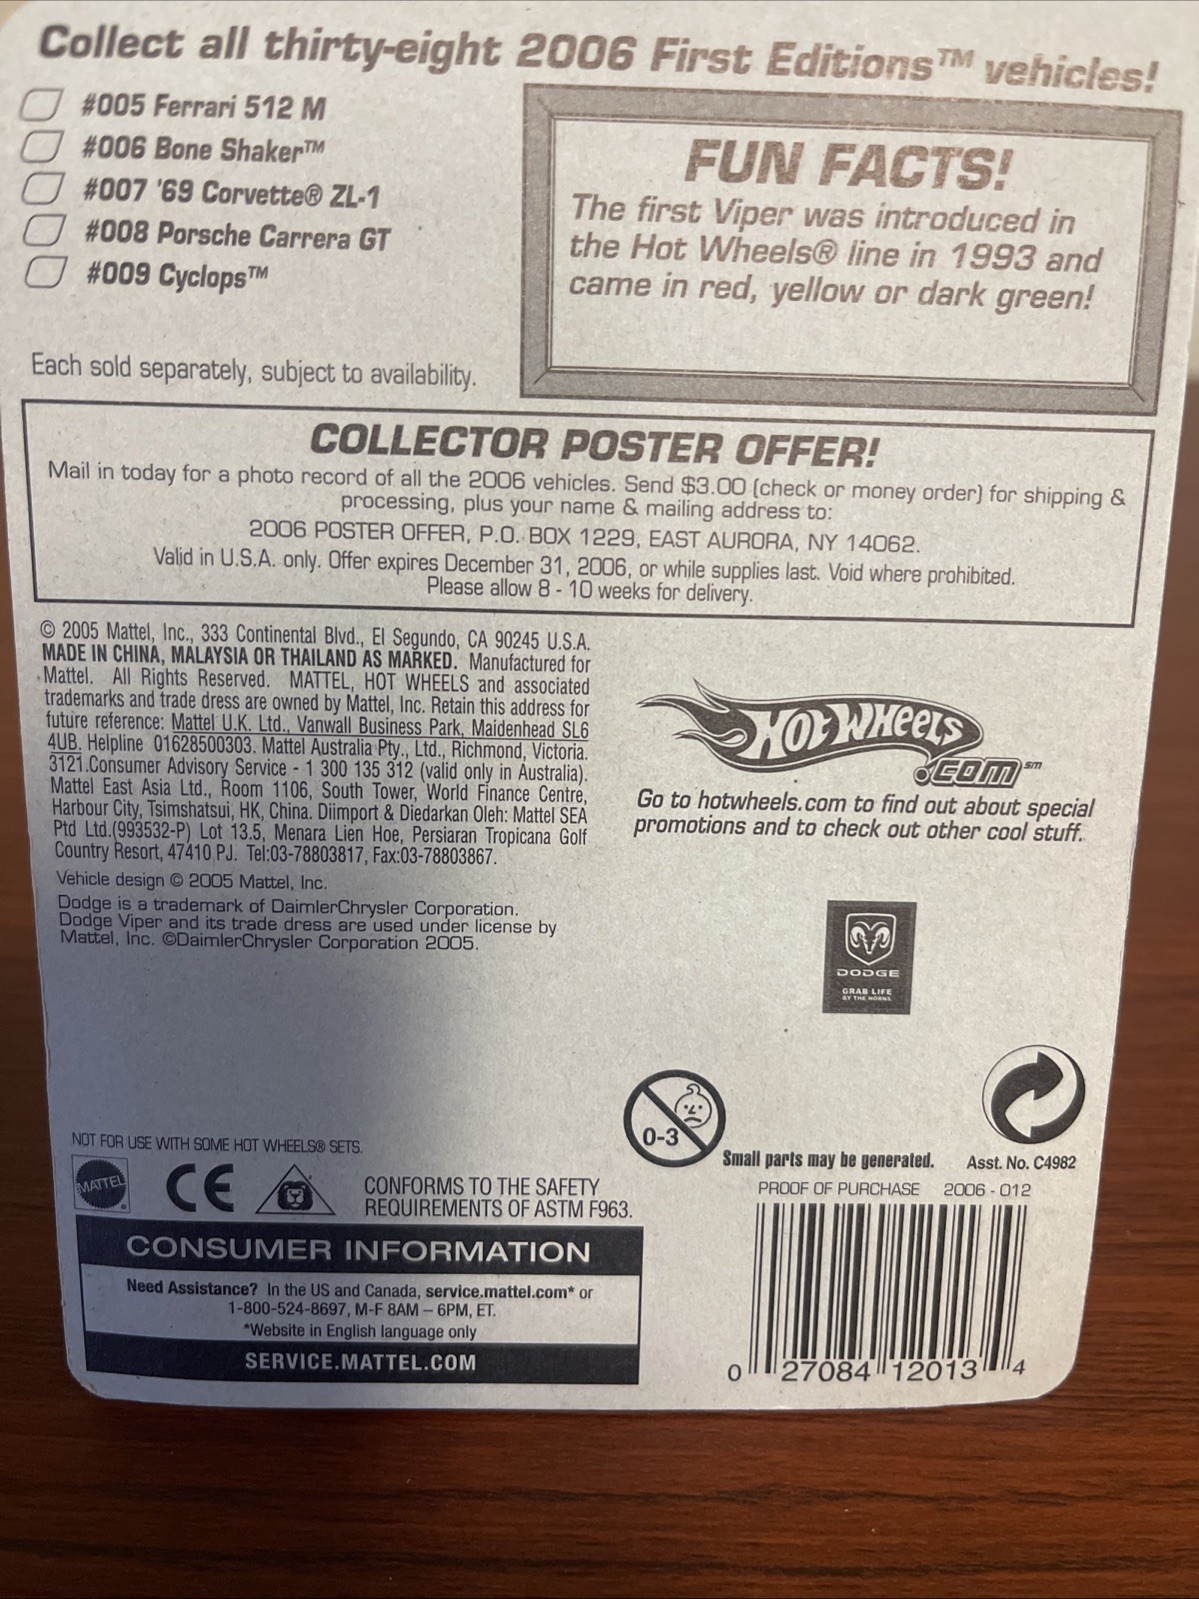 Collect all thirty-eight 2006 First Editions™ vehicles!
#005 Ferrari 512 M
#006 Bone Shaker™
#007 '69 Corvette® ZL-1
#008 Porsche Carrera GT
#009 Cyclops™
Each sold separately, subject to availability.
FUN FACTS!
The first Viper was introduced in
the Hot Wheels® line in 1993 and
came in red, yellow or dark green!
COLLECTOR POSTER OFFER!
Mail in today for a photo record of all the 2006 vehicles. Send $3.00 (check or money order) for shipping &
processing, plus your name & mailing address to:
2006 POSTER OFFER, P.O. BOX 1229, EAST AURORA, NY 14062.
Valid in U.S.A. only. Offer expires December 31, 2006, or while supplies last. Void where prohibited.
Please allow 8 - 10 weeks for delivery.
© 2005 Mattel, Inc., 333 Continental Blvd., El Segundo, CA 90245 U.S.A.
MADE IN CHINA, MALAYSIA OR THAILAND AS MARKED. Manufactured for
Mattel. All Rights Reserved. MATTEL, HOT WHEELS and associated
trademarks and trade dress are owned by Mattel, Inc. Retain this address for
future reference: Mattel U.K. Ltd., Vanwall Business Park, Maidenhead SL6
4UB. Helpline 01628500303. Mattel Australia Pty., Ltd., Richmond, Victoria.
3121.Consumer Advisory Service - 1 300 135 312 (valid only in Australia).
Mattel East Asia Ltd., Room 1106, South Tower, World Finance Centre,
Harbour City, Tsimshatsui, HK, China. Diimport & Diedarkan Oleh: Mattel SEA
Ptd Ltd.(993532-P) Lot 13.5, Menara Lien Hoe, Persiaran Tropicana Golf
Country Resort, 47410 PJ. Tel:03-78803817, Fax:03-78803867.
Vehicle design © 2005 Mattel, Inc.
Dodge is a trademark of DaimlerChrysler Corporation.
Dodge Viper and its trade dress are used under license by
Mattel, Inc. ©DaimlerChrysler Corporation 2005.
HOT WHEELS
.COM℠
Go to hotwheels.com to find out about special
promotions and to check out other cool stuff.
DODGE
GRAB LIFE
BY THE HORNS
0-3
Small parts may be generated.
Asst. No. C4982
PROOF OF PURCHASE 2006 - 012
0 27084 12013 4
NOT FOR USE WITH SOME HOT WHEELS® SETS.
MATTEL
CE
CONFORMS TO THE SAFETY
REQUIREMENTS OF ASTM F963.
CONSUMER INFORMATION
Need Assistance? In the US and Canada, service.mattel.com* or
1-800-524-8697, M-F 8AM – 6PM, ET.
*Website in English language only
SERVICE.MATTEL.COM